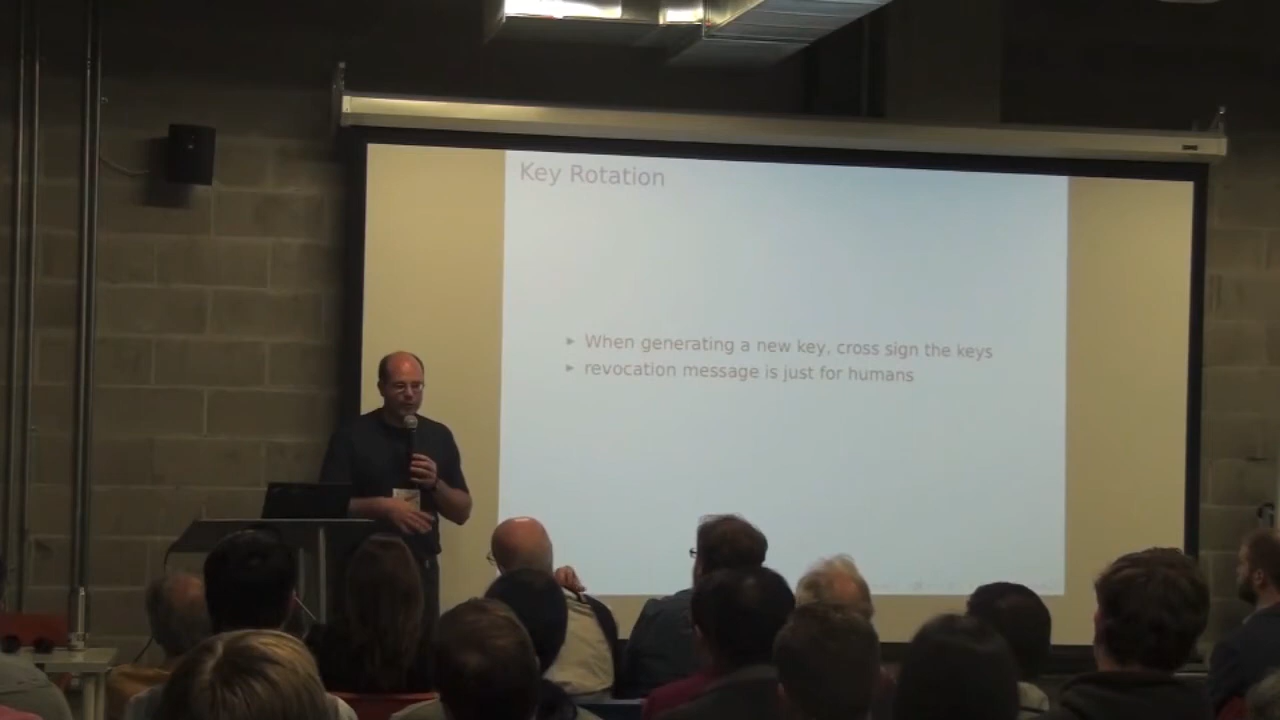 Key Rotation
When generating a new key, cross sign the keys
revocation message is just for humans